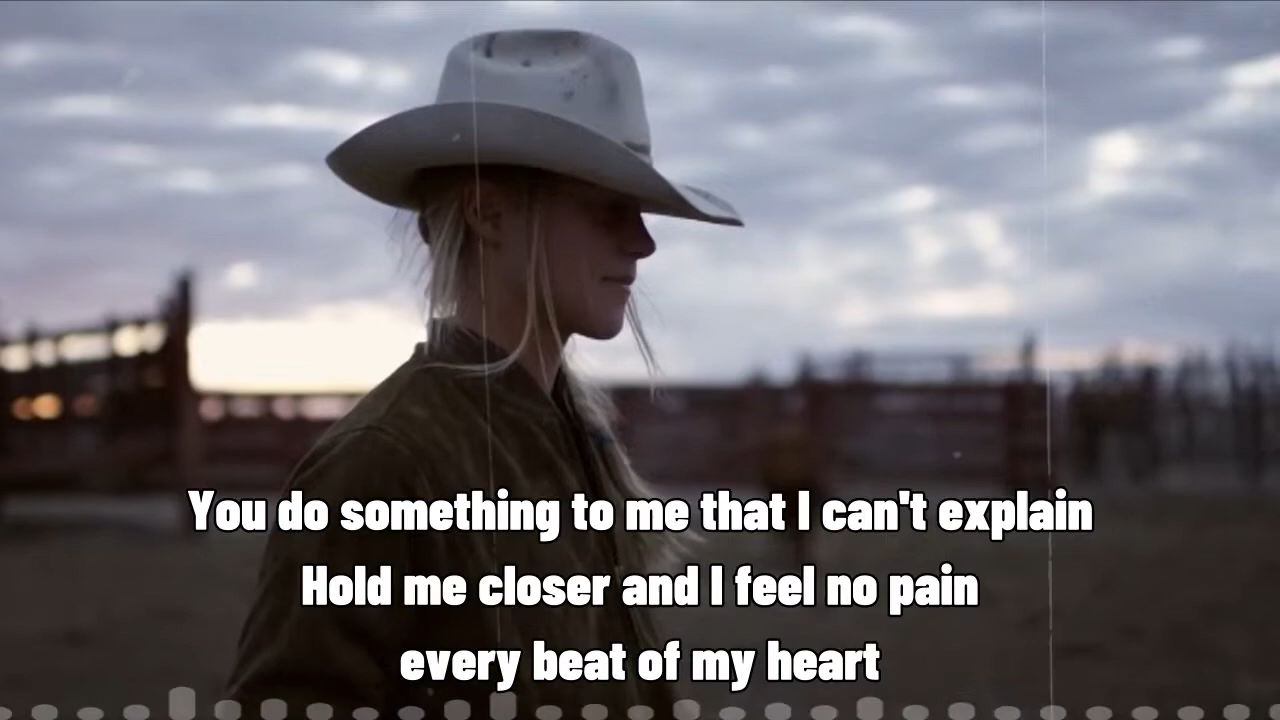 You do something to me that I can't explain
Hold me closer and I feel no pain
every beat of my heart